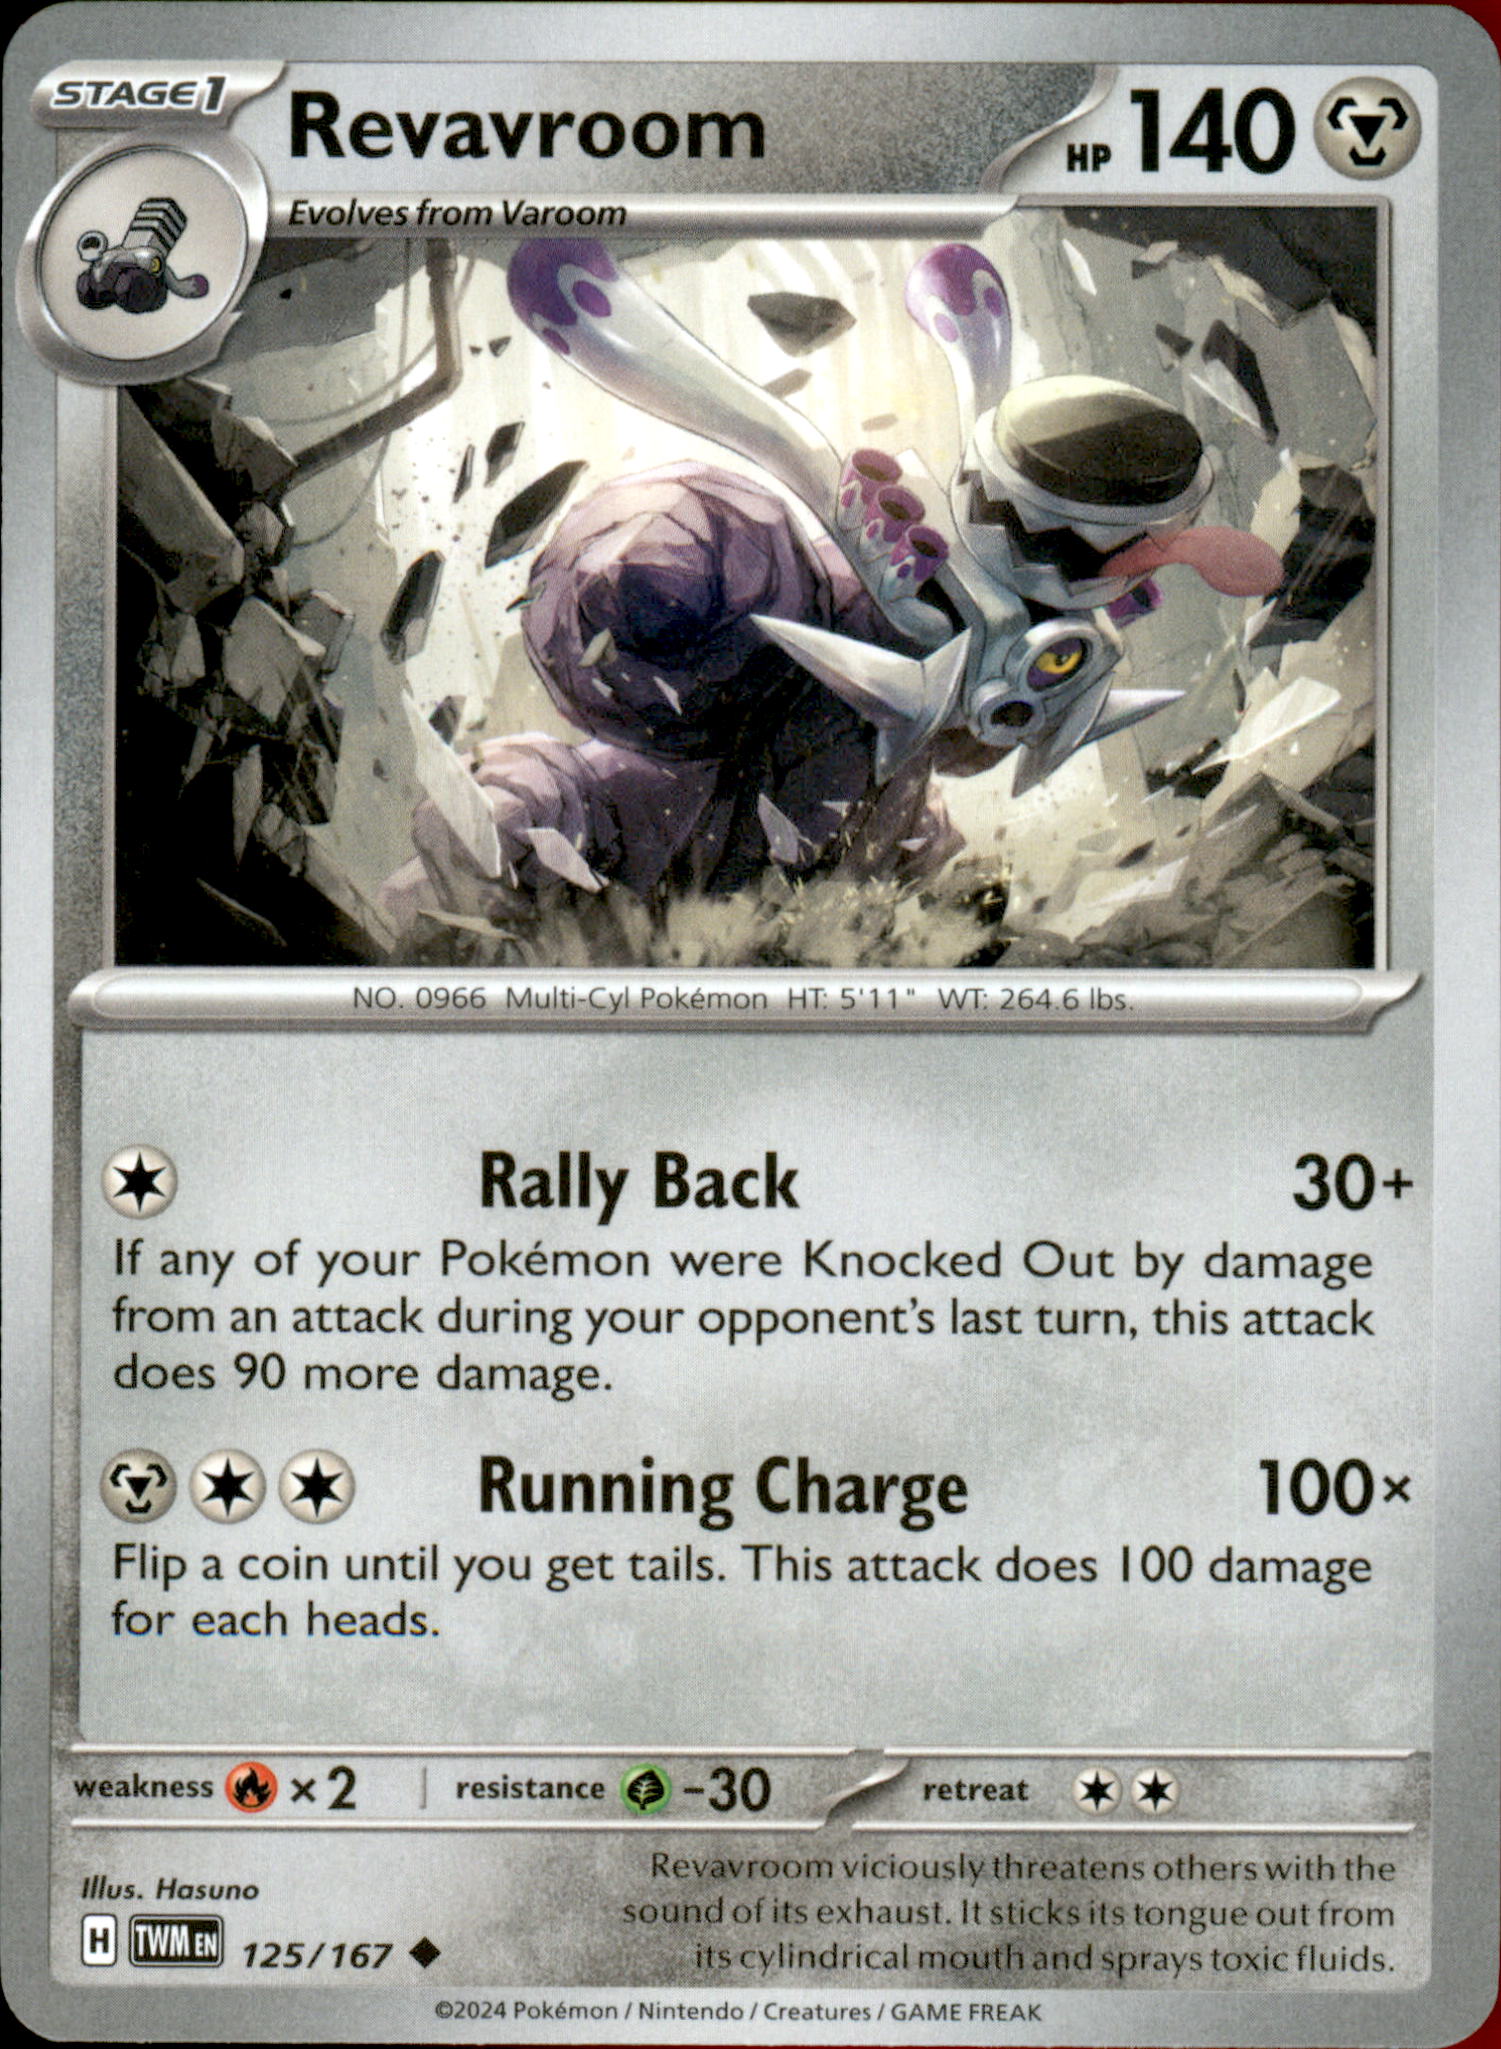 STAGE1
Revavroom
HP 140
Evolves from Varoom
NO. 0966 Multi-Cyl Pokémon HT: 5'11" WT: 264.6 lbs.
Rally Back 30+
If any of your Pokémon were Knocked Out by damage
from an attack during your opponent's last turn, this attack
does 90 more damage.
Running Charge 100×
Flip a coin until you get tails. This attack does 100 damage
for each heads.
weakness ×2 | resistance -30 retreat
Illus. Hasuno
Revavroom viciously threatens others with the
sound of its exhaust. It sticks its tongue out from
its cylindrical mouth and sprays toxic fluids.
H TWM EN 125/167
©2024 Pokémon / Nintendo / Creatures / GAME FREAK